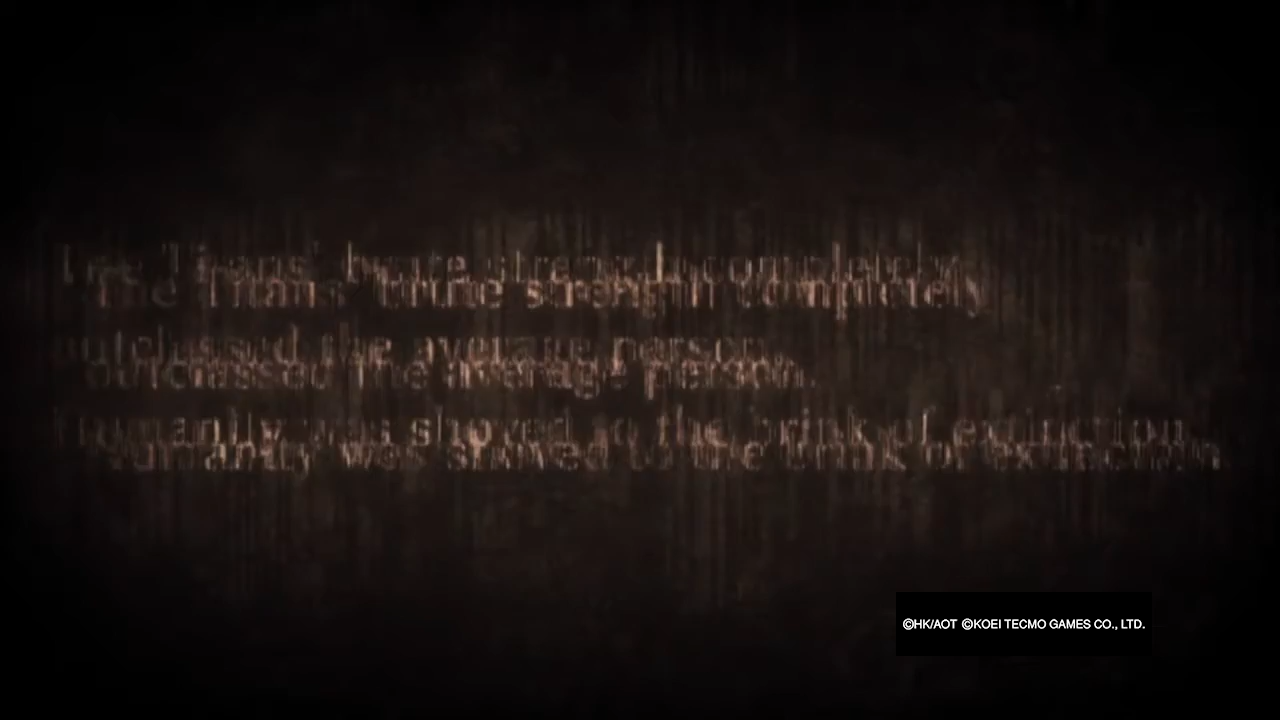 The Titans' brute strength completely
outclassed the average person.
Humanity was shoved to the brink of extinction.
©HK/AOT ©KOEI TECMO GAMES CO., LTD.